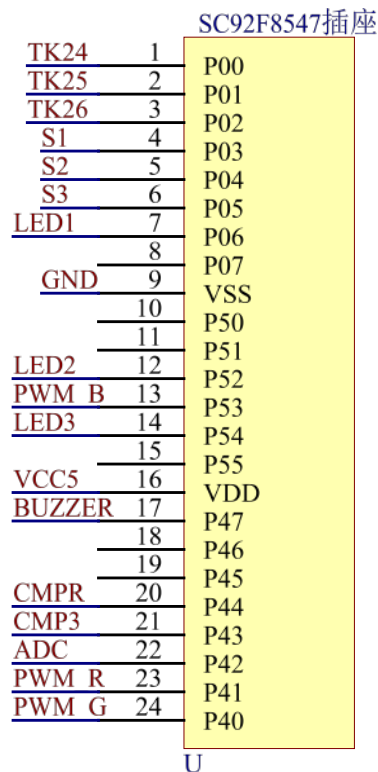 SC92F8547插座
TK24 1 P00
TK25 2 P01
TK26 3 P02
S1 4 P03
S2 5 P04
S3 6 P05
LED1 7 P06
8 P07
GND 9 VSS
10 P50
11 P51
LED2 12 P52
PWM B 13 P53
LED3 14 P54
15 P55
VCC5 16 VDD
BUZZER 17 P47
18 P46
19 P45
CMPR 20 P44
CMP3 21 P43
ADC 22 P42
PWM R 23 P41
PWM G 24 P40
U